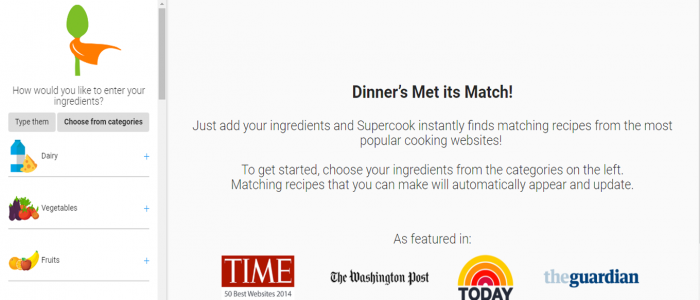 How would you like to enter your
ingredients?
Type them
Choose from categories
Dairy
+
Vegetables
+
Fruits
+
Dinner’s Met its Match!
Just add your ingredients and Supercook instantly finds matching recipes from the most
popular cooking websites!
To get started, choose your ingredients from the categories on the left.
Matching recipes that you can make will automatically appear and update.
As featured in:
TIME
50 Best Websites 2014
The Washington Post
TODAY
theguardian